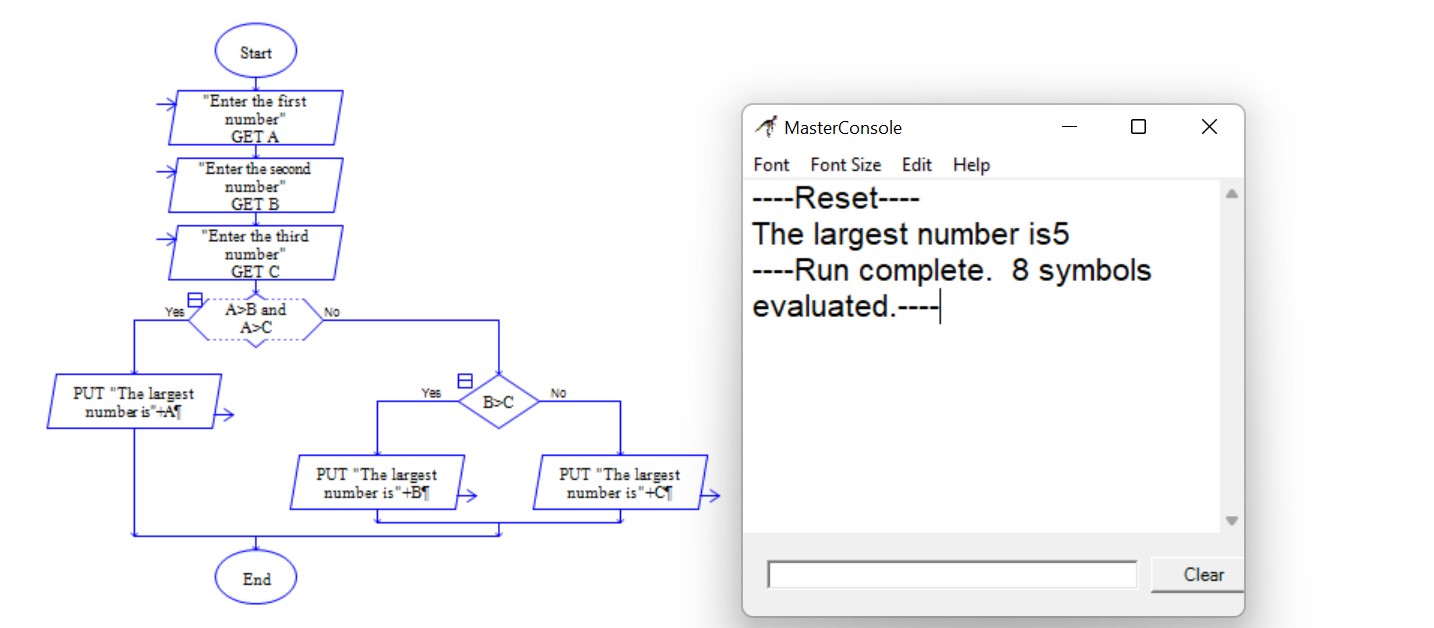 Start
"Enter the first
number"
GET A
"Enter the second
number"
GET B
"Enter the third
number"
GET C
Yes
A>B and
A>C
No
PUT "The largest
number is"+A¶
Yes
B>C
No
PUT "The largest
number is"+B¶
PUT "The largest
number is"+C¶
End
MasterConsole
Font Font Size Edit Help
----Reset----
The largest number is5
----Run complete.  8 symbols
evaluated.----
Clear